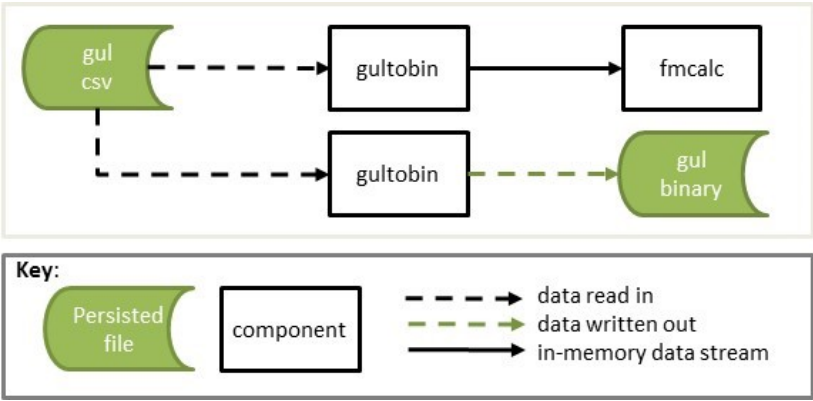 gul
csv
gultobin
fmcalc
gultobin
gul
binary
Key:
Persisted
file
component
data read in
data written out
in-memory data stream